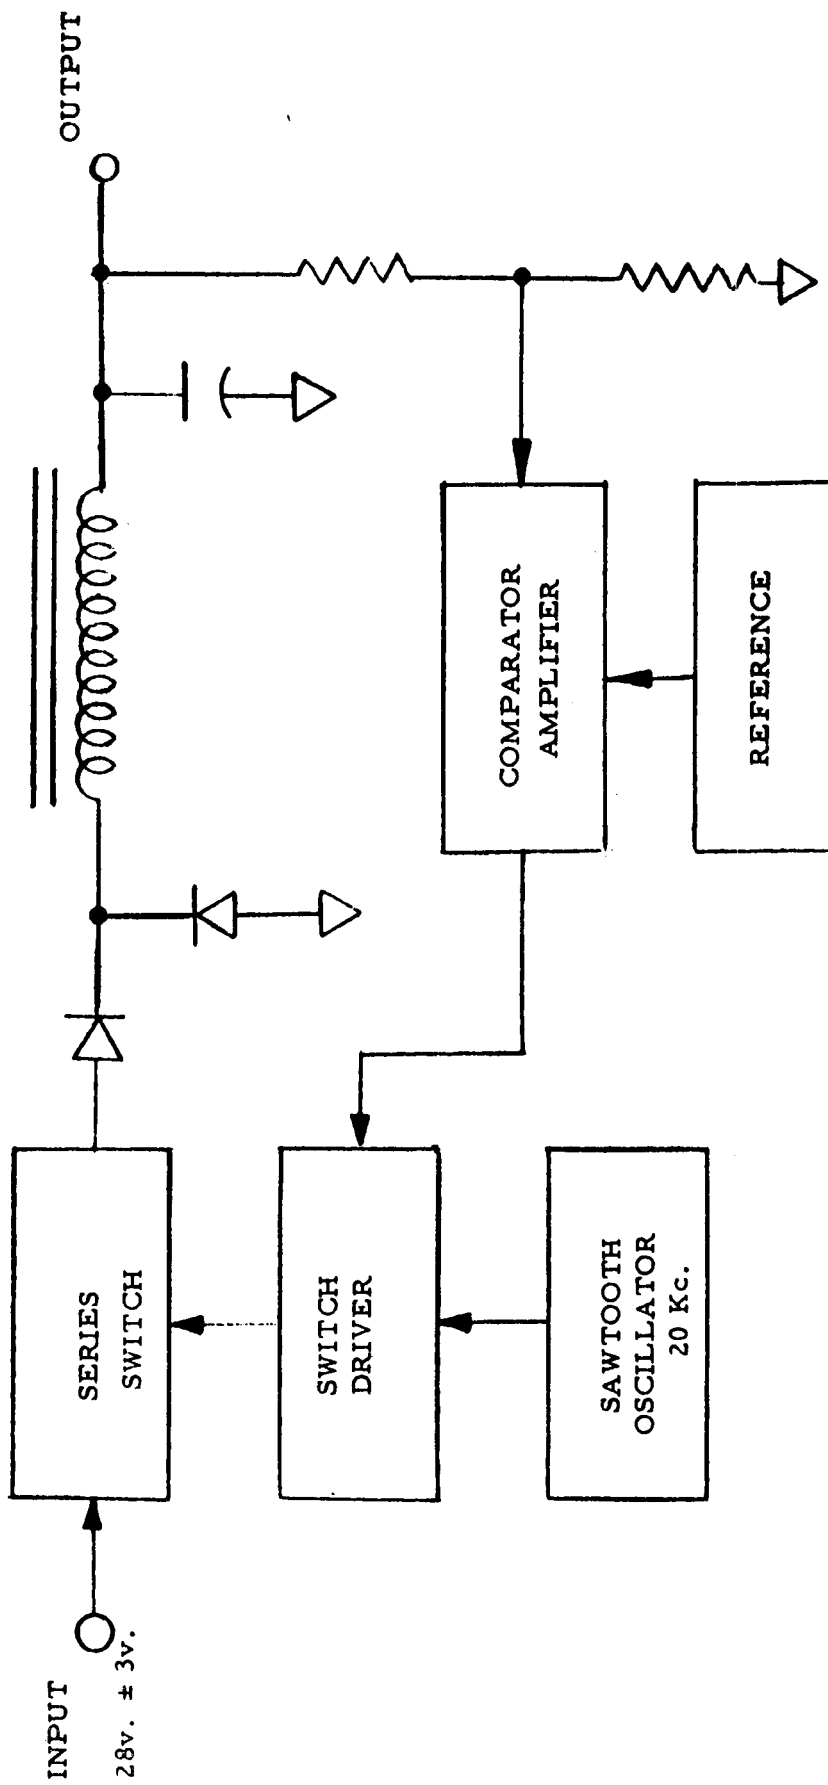 INPUT
28v. ± 3v.
SERIES
SWITCH
SWITCH
DRIVER
SAWTOOTH
OSCILLATOR
20 Kc.
COMPARATOR
AMPLIFIER
REFERENCE
OUTPUT